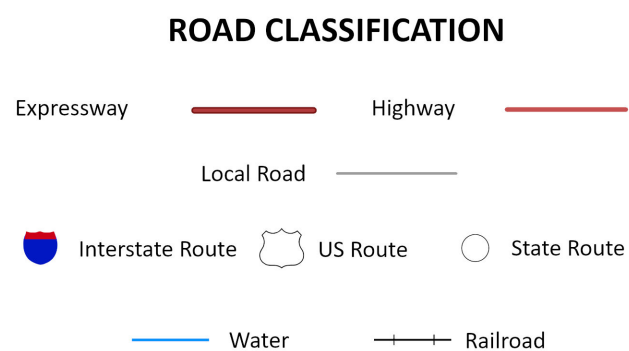 ROAD CLASSIFICATION
Expressway Highway
Local Road
Interstate Route US Route State Route
Water Railroad